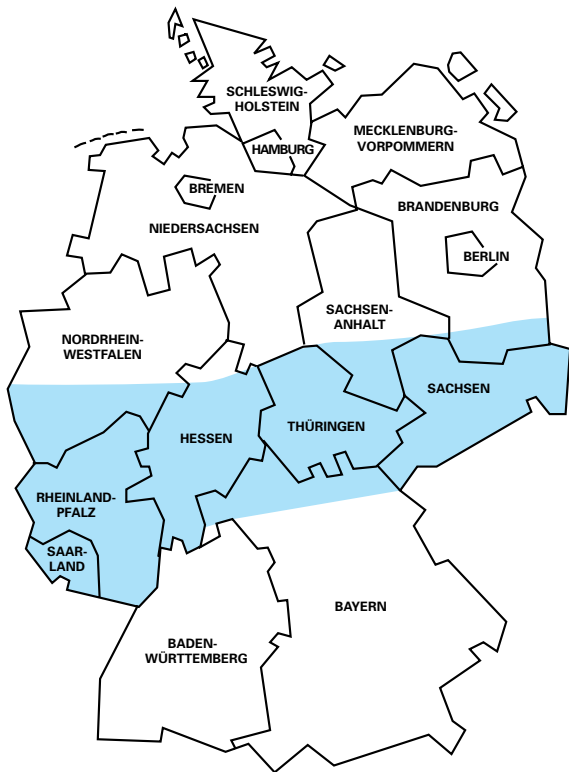 SCHLESWIG-
HOLSTEIN
MECKLENBURG-
VORPOMMERN
HAMBURG
BREMEN
BRANDENBURG
NIEDERSACHSEN
BERLIN
SACHSEN-
ANHALT
NORDRHEIN-
WESTFALEN
SACHSEN
THÜRINGEN
HESSEN
RHEINLAND-
PFALZ
SAAR-
LAND
BAYERN
BADEN-
WÜRTTEMBERG